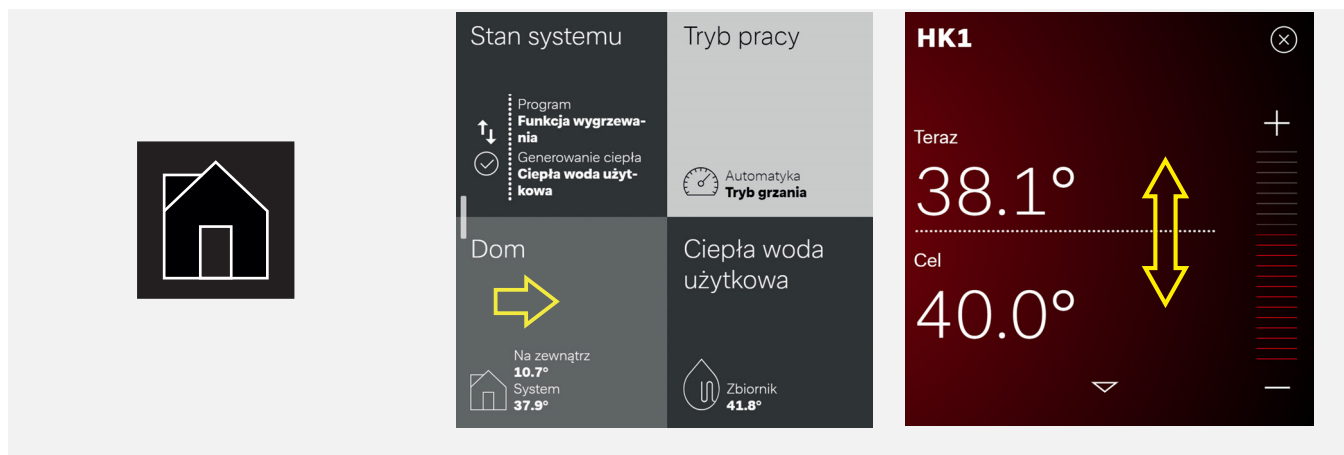 Stan systemu
Program
Funkcja wygrzewa-
nia
Generowanie ciepła
Ciepła woda użyt-
kowa
Tryb pracy
Automatyka
Tryb grzania
Dom
Na zewnątrz
10.7°
System
37.9°
Ciepła woda
użytkowa
Zbiornik
41.8°
HK1
Teraz
38.1°
Cel
40.0°